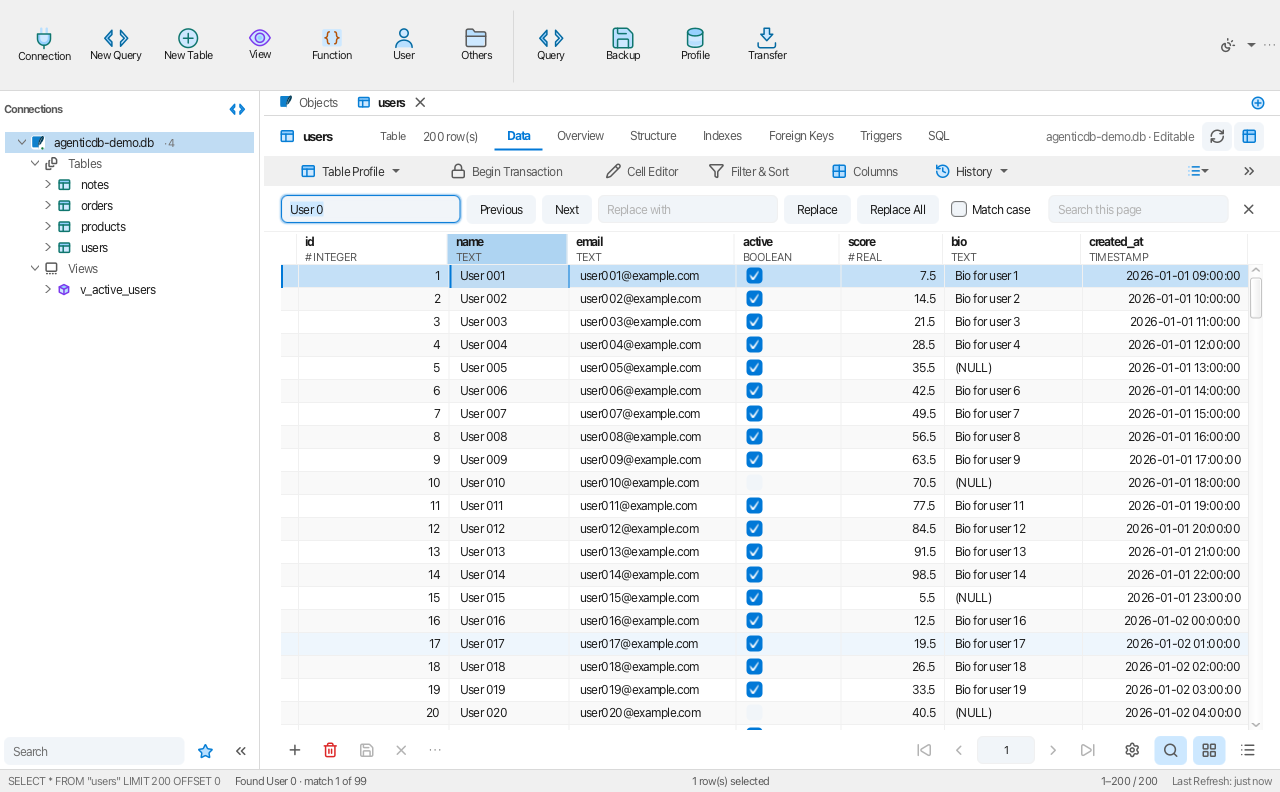 Connection
New Query
New Table
View
Function
User
Others
Query
Backup
Profile
Transfer
Connections
agenticdb-demo.db · 4
Tables
notes
orders
products
users
Views
v_active_users
Search
Objects
users
users
Table
200 row(s)
Data
Overview
Structure
Indexes
Foreign Keys
Triggers
SQL
agenticdb-demo.db · Editable
Table Profile
Begin Transaction
Cell Editor
Filter & Sort
Columns
History
User 0
Previous
Next
Replace with
Replace
Replace All
Match case
Search this page
id name email active score bio created_at
# INTEGER TEXT TEXT BOOLEAN # REAL TEXT TIMESTAMP
1 User 001 user001@example.com 7.5 Bio for user 1 2026-01-01 09:00:00
2 User 002 user002@example.com 14.5 Bio for user 2 2026-01-01 10:00:00
3 User 003 user003@example.com 21.5 Bio for user 3 2026-01-01 11:00:00
4 User 004 user004@example.com 28.5 Bio for user 4 2026-01-01 12:00:00
5 User 005 user005@example.com 35.5 (NULL) 2026-01-01 13:00:00
6 User 006 user006@example.com 42.5 Bio for user 6 2026-01-01 14:00:00
7 User 007 user007@example.com 49.5 Bio for user 7 2026-01-01 15:00:00
8 User 008 user008@example.com 56.5 Bio for user 8 2026-01-01 16:00:00
9 User 009 user009@example.com 63.5 Bio for user 9 2026-01-01 17:00:00
10 User 010 user010@example.com 70.5 (NULL) 2026-01-01 18:00:00
11 User 011 user011@example.com 77.5 Bio for user 11 2026-01-01 19:00:00
12 User 012 user012@example.com 84.5 Bio for user 12 2026-01-01 20:00:00
13 User 013 user013@example.com 91.5 Bio for user 13 2026-01-01 21:00:00
14 User 014 user014@example.com 98.5 Bio for user 14 2026-01-01 22:00:00
15 User 015 user015@example.com 5.5 (NULL) 2026-01-01 23:00:00
16 User 016 user016@example.com 12.5 Bio for user 16 2026-01-02 00:00:00
17 User 017 user017@example.com 19.5 Bio for user 17 2026-01-02 01:00:00
18 User 018 user018@example.com 26.5 Bio for user 18 2026-01-02 02:00:00
19 User 019 user019@example.com 33.5 Bio for user 19 2026-01-02 03:00:00
20 User 020 user020@example.com 40.5 (NULL) 2026-01-02 04:00:00
1
SELECT * FROM "users" LIMIT 200 OFFSET 0
Found User 0 · match 1 of 99
1 row(s) selected
1–200 / 200
Last Refresh: just now